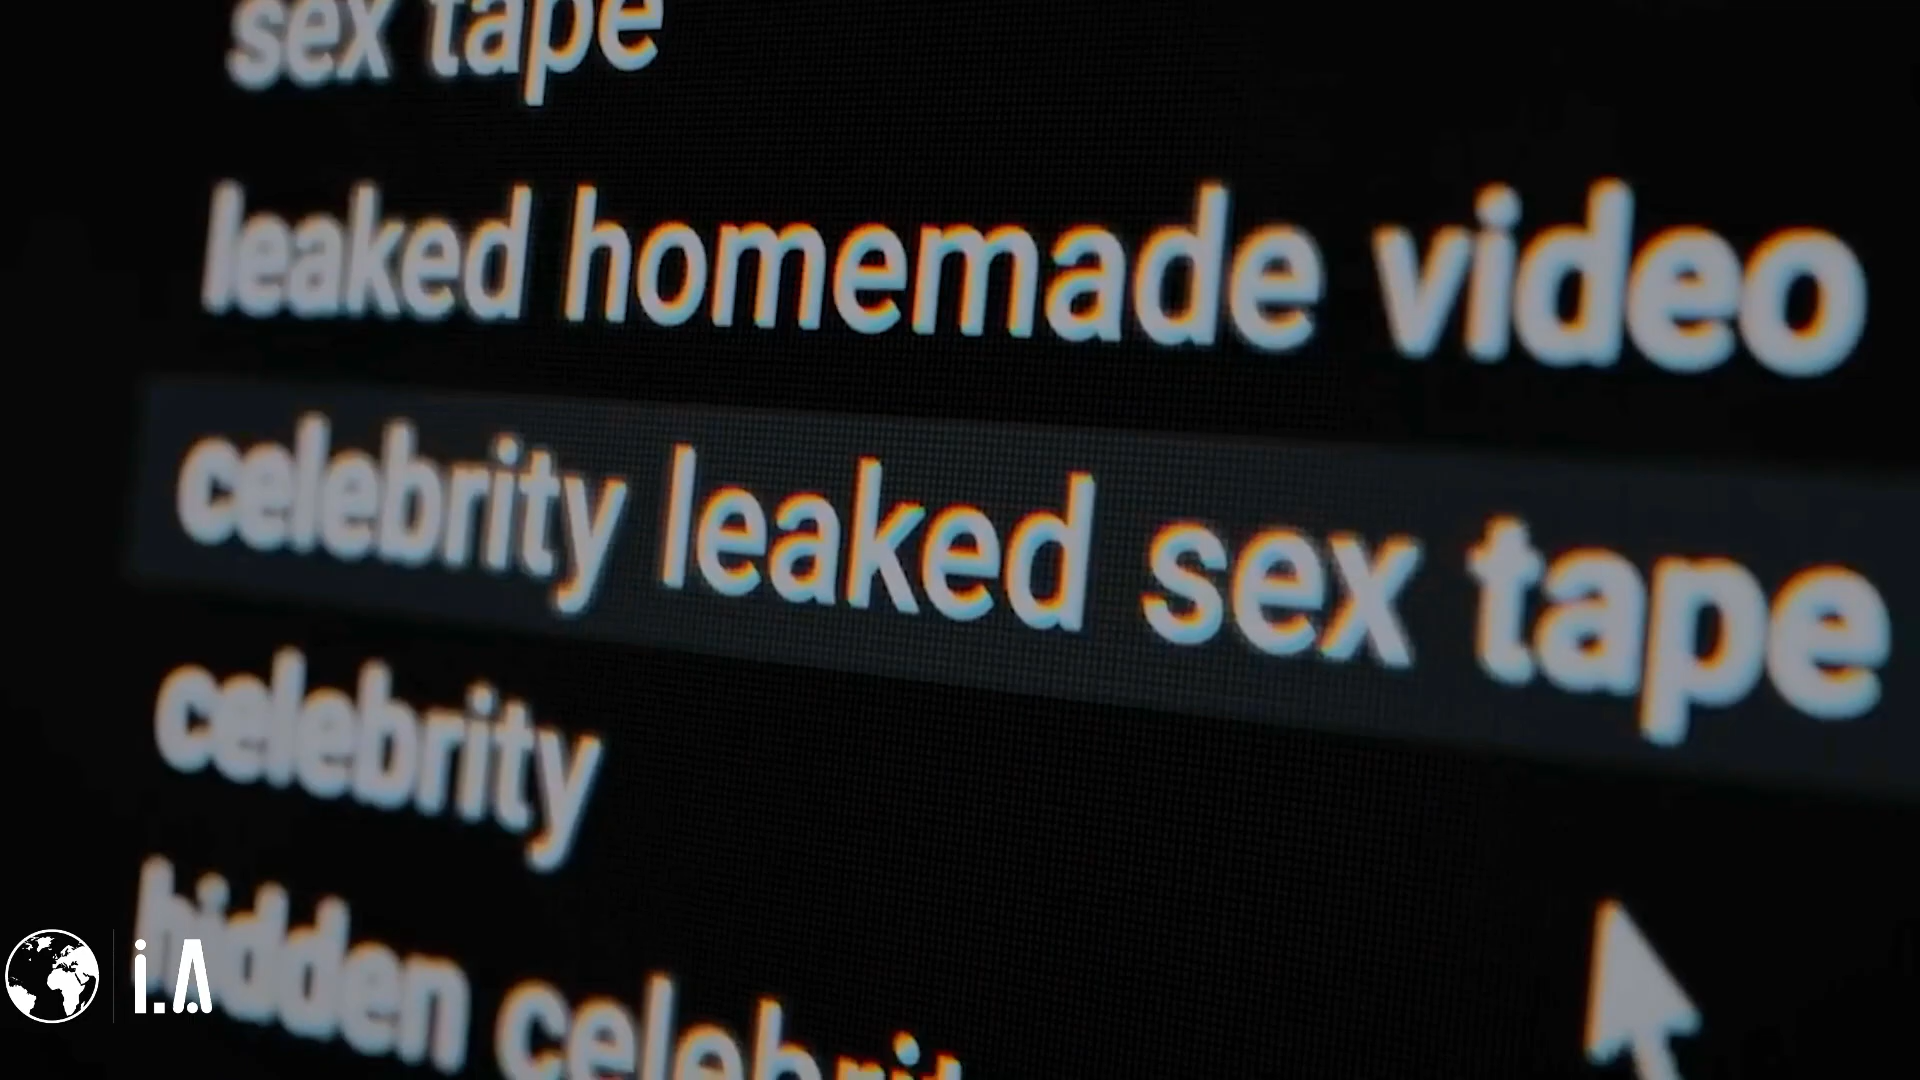 sex tape
leaked homemade video
celebrity leaked sex tape
celebrity
hidden
i.A